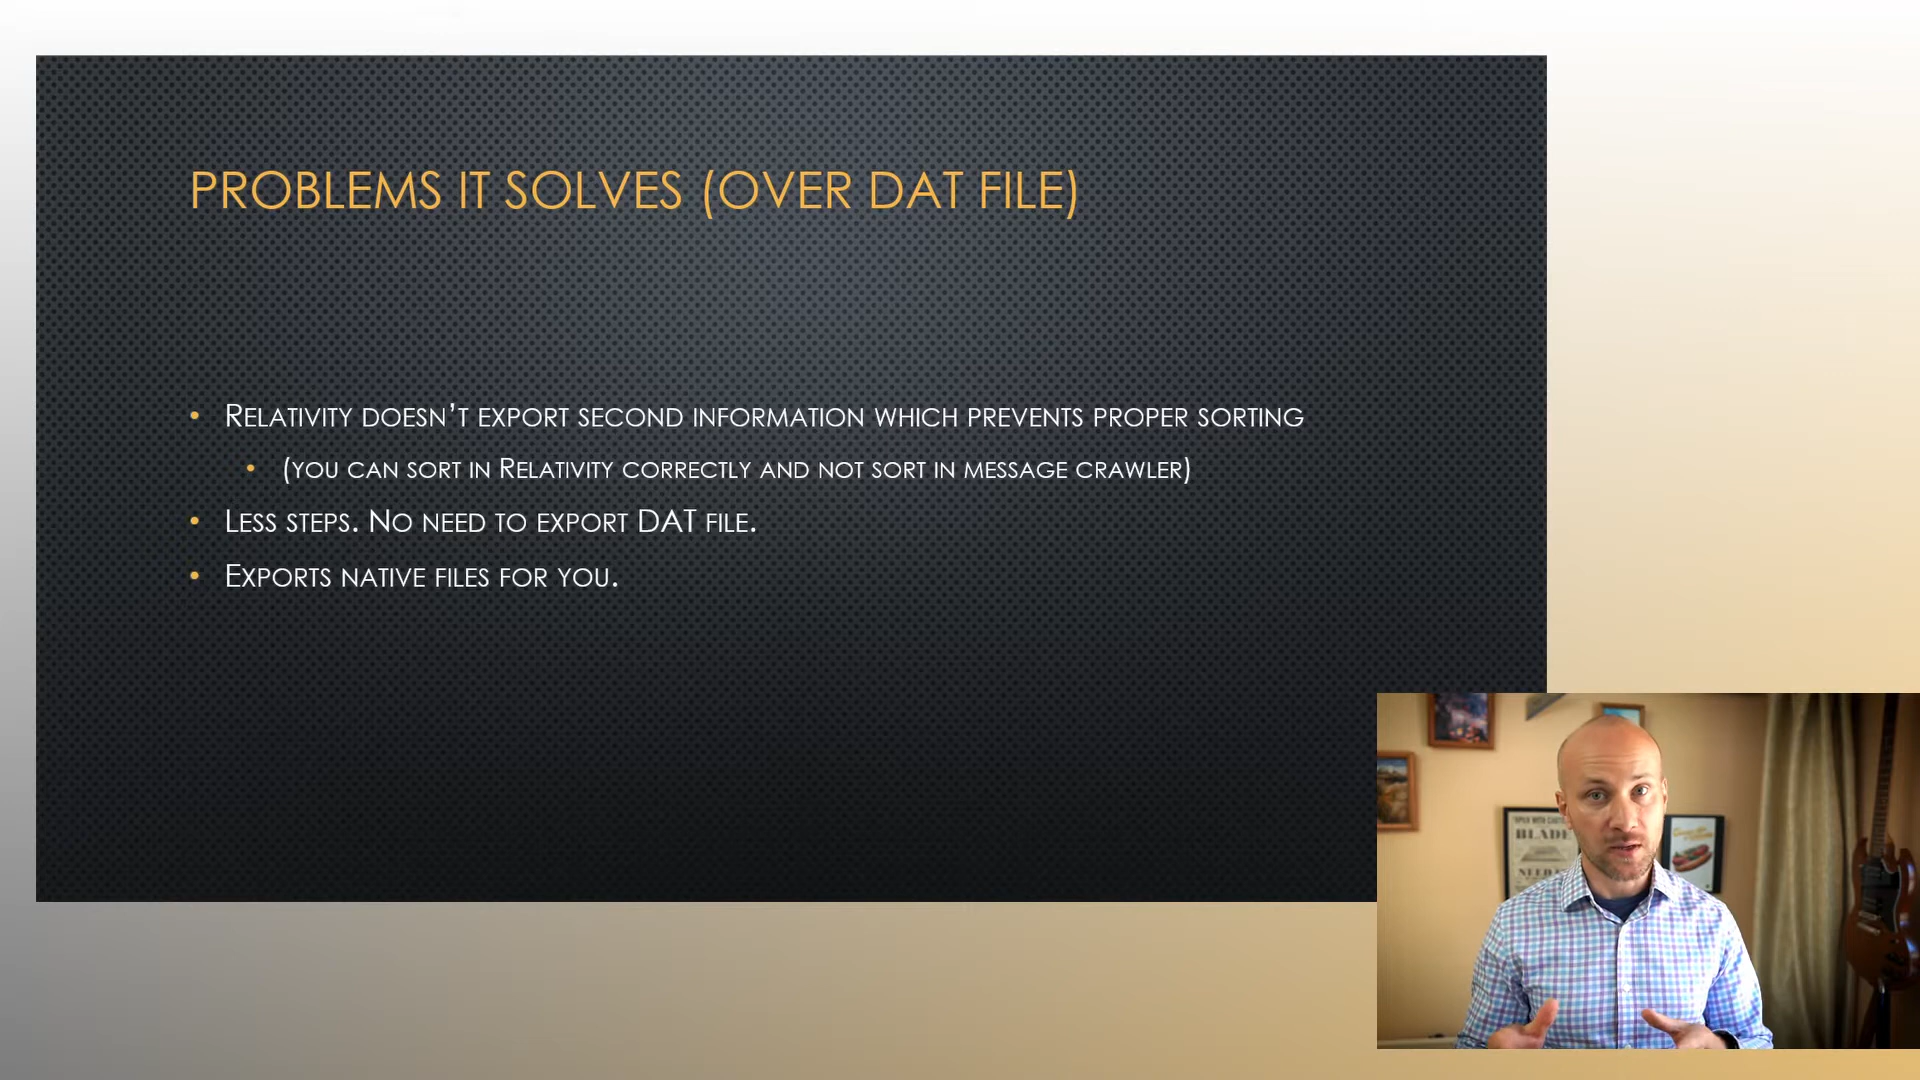 PROBLEMS IT SOLVES (OVER DAT FILE)
• RELATIVITY DOESN'T EXPORT SECOND INFORMATION WHICH PREVENTS PROPER SORTING
• (YOU CAN SORT IN RELATIVITY CORRECTLY AND NOT SORT IN MESSAGE CRAWLER)
• LESS STEPS. NO NEED TO EXPORT DAT FILE.
• EXPORTS NATIVE FILES FOR YOU.
BLADE